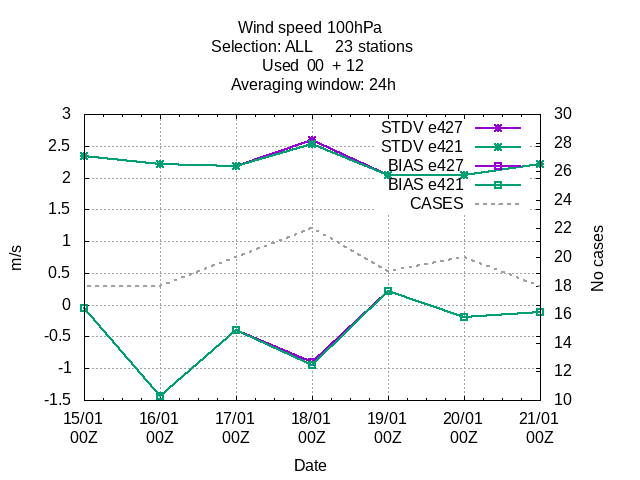 Wind speed 100hPa
Selection: ALL     23 stations
Used  00  + 12
Averaging window: 24h
3
2.5
2
1.5
1
0.5
0
-0.5
-1
-1.5
m/s
30
28
26
24
22
20
18
16
14
12
10
No cases
STDV e427
STDV e421
BIAS e427
BIAS e421
CASES
15/01 16/01 17/01 18/01 19/01 20/01 21/01
00Z 00Z 00Z 00Z 00Z 00Z 00Z
Date